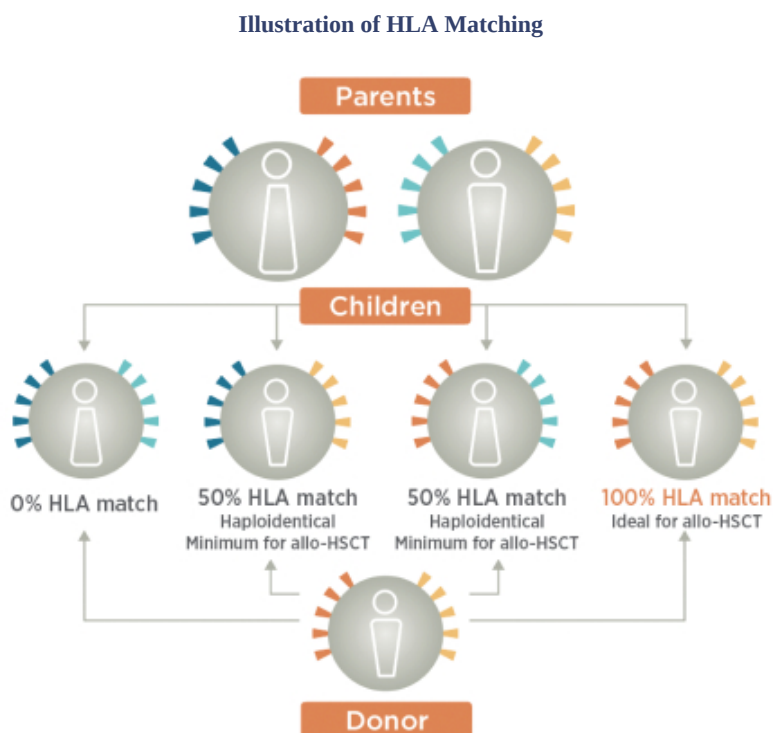 Illustration of HLA Matching
Parents
Children
0% HLA match
50% HLA match
Haploidentical
Minimum for allo-HSCT
50% HLA match
Haploidentical
Minimum for allo-HSCT
100% HLA match
Ideal for allo-HSCT
Donor